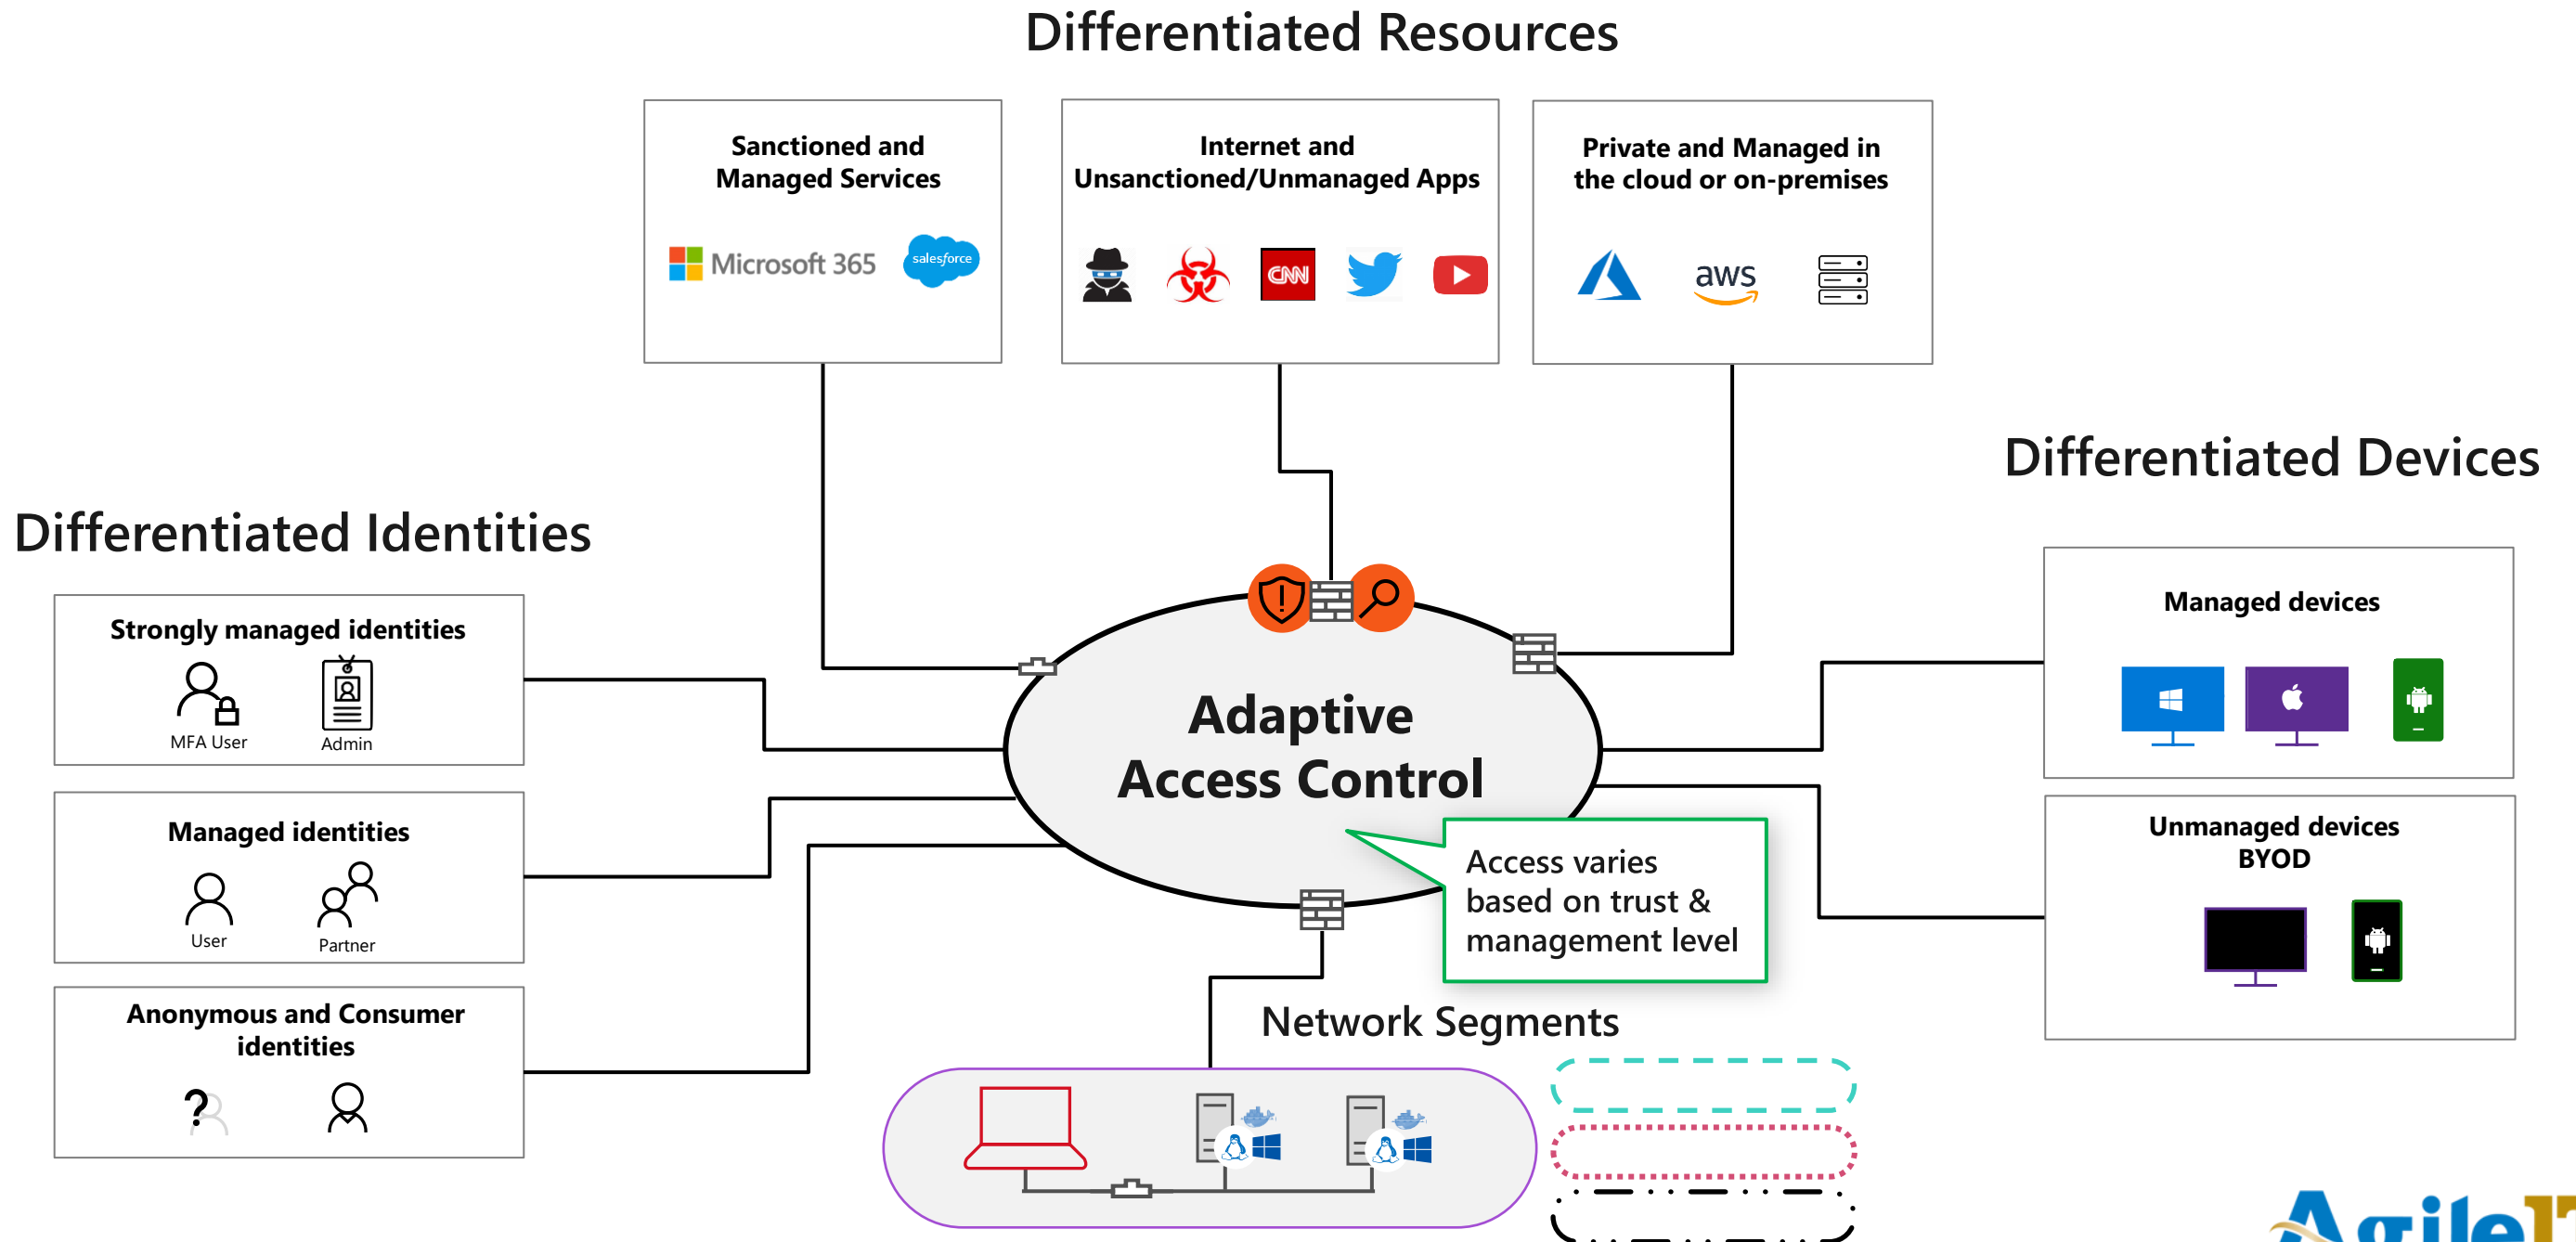 Differentiated Resources
Sanctioned and
Managed Services
Microsoft 365
salesforce
Internet and
Unsanctioned/Unmanaged Apps
CNN
Private and Managed in
the cloud or on-premises
aws
Differentiated Identities
Strongly managed identities
MFA User
Admin
Managed identities
User
Partner
Anonymous and Consumer
identities
?
Adaptive
Access Control
Access varies
based on trust &
management level
Differentiated Devices
Managed devices
Unmanaged devices
BYOD
Network Segments
AgileIT